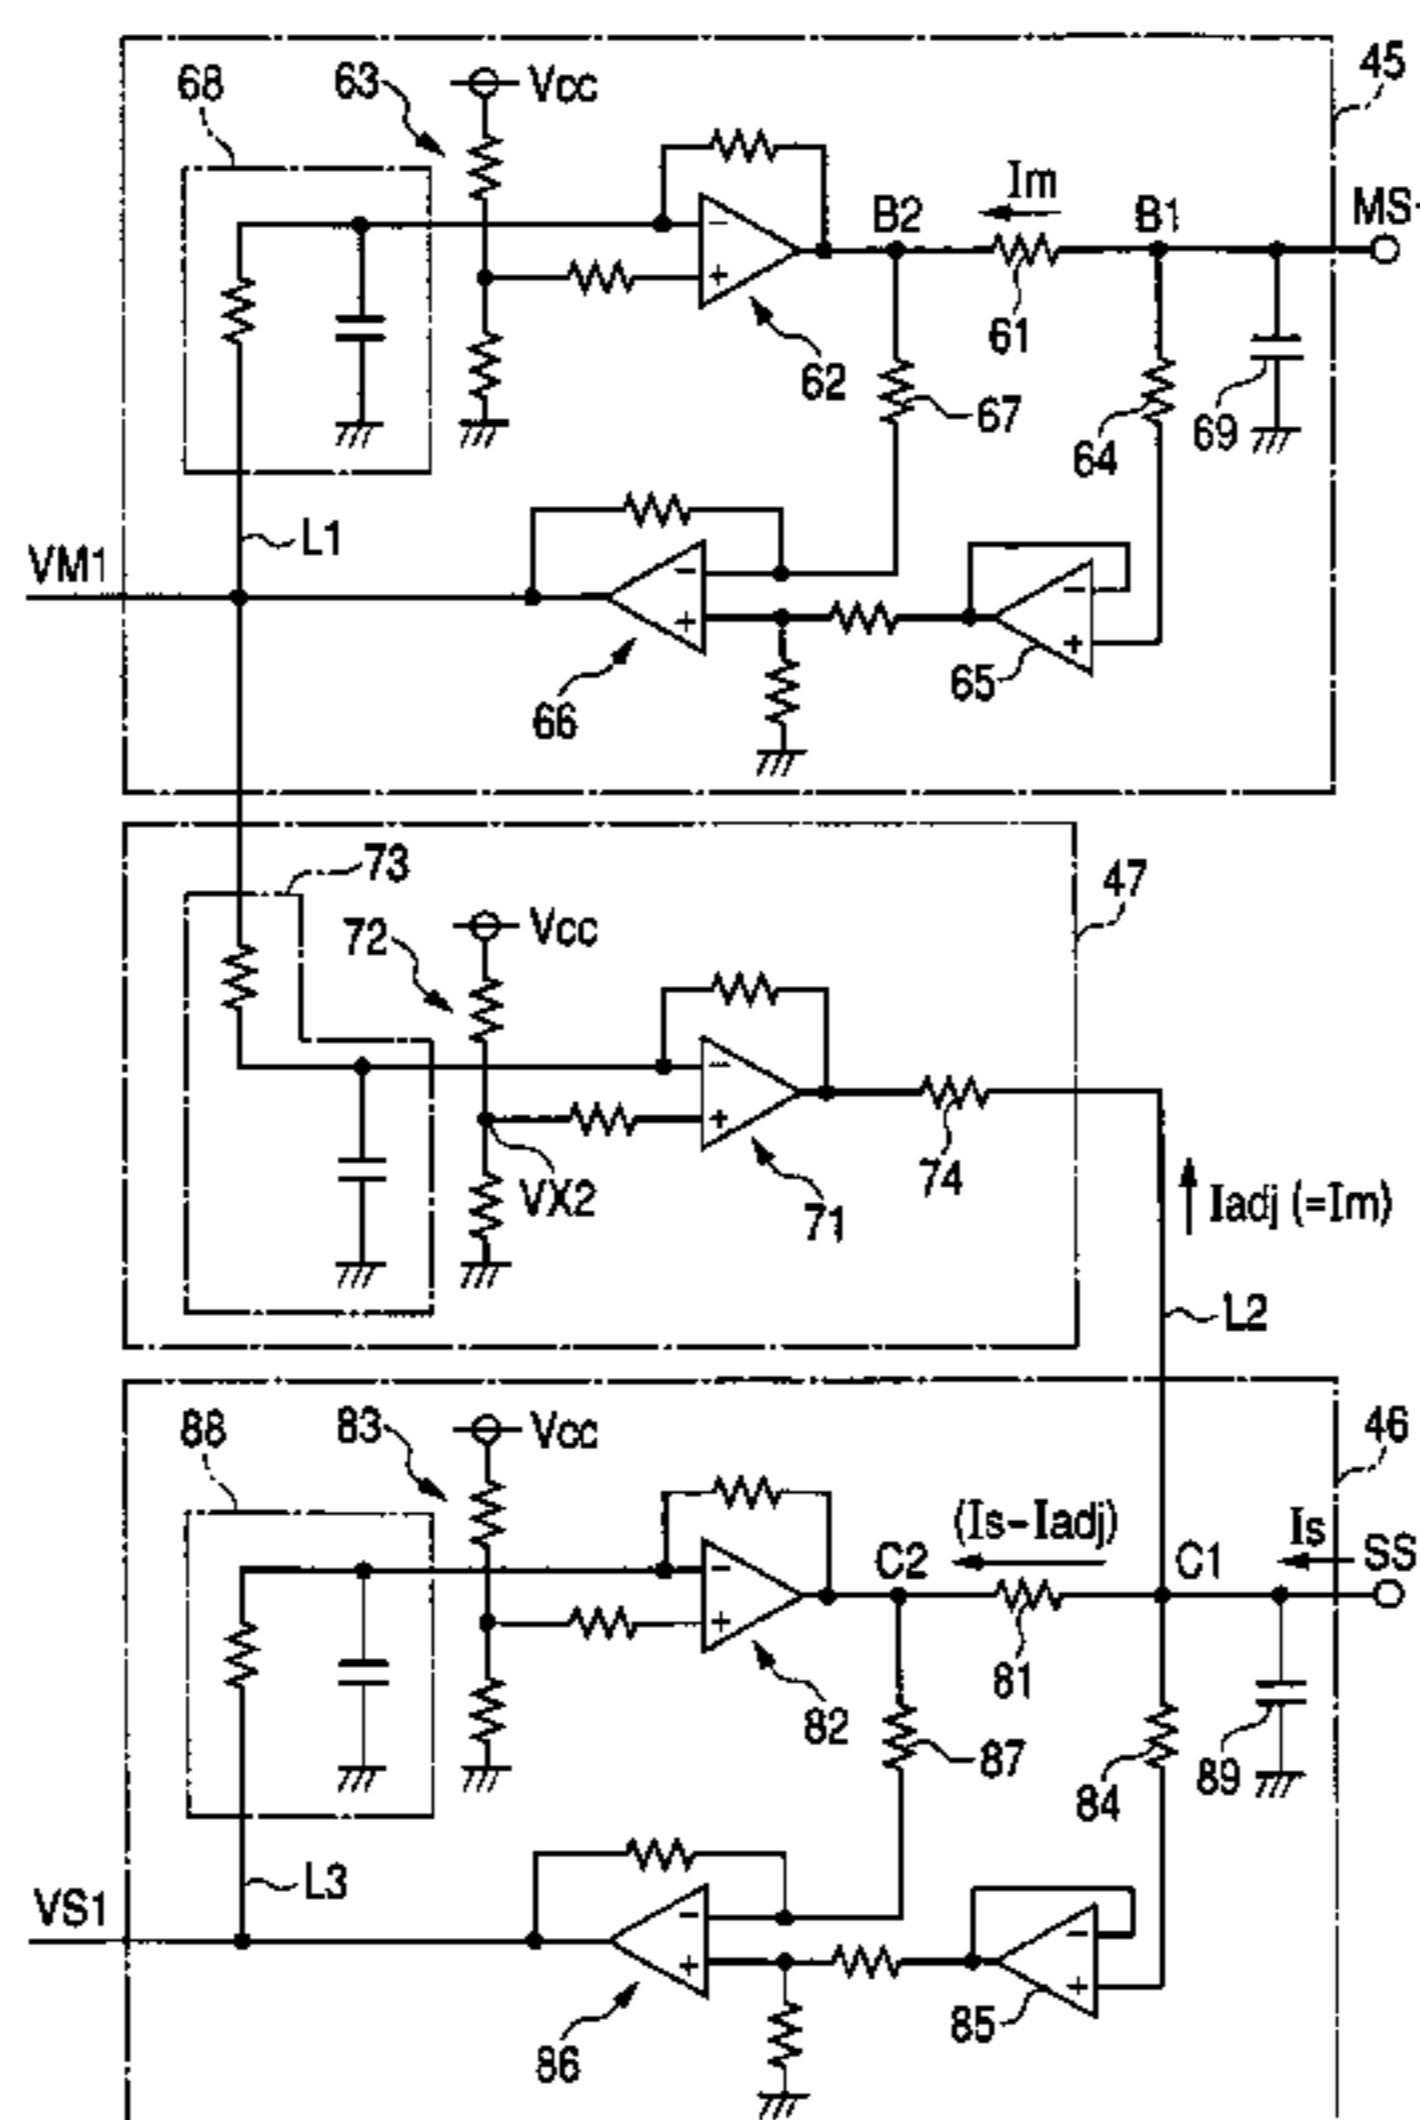 68
63
Vcc
45
Im
B2
B1
MS
−
+
62
61
67
64
69
L1
VM1
−
+
−
+
65
66
73
47
72
Vcc
−
+
VX2
71
74
Iadj (=Im)
L2
88
83
Vcc
46
(Is-Iadj)
Is
C2
C1
SS
−
+
82
81
87
84
89
L3
VS1
−
+
−
+
85
86